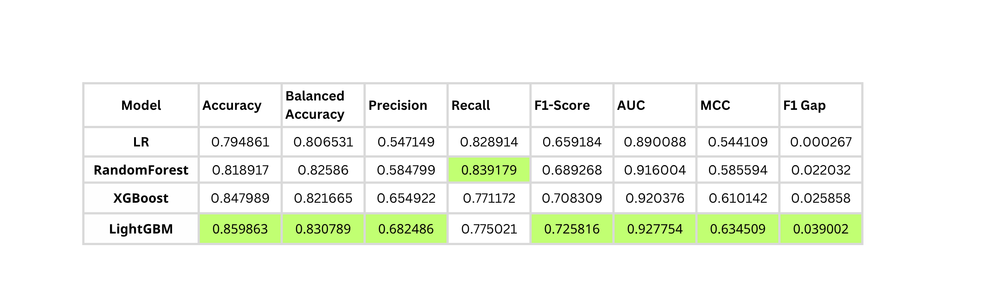 Model Accuracy Balanced Accuracy Precision Recall F1-Score AUC MCC F1 Gap
LR 0.794861 0.806531 0.547149 0.828914 0.659184 0.890088 0.544109 0.000267
RandomForest 0.818917 0.82586 0.584799 0.839179 0.689268 0.916004 0.585594 0.022032
XGBoost 0.847989 0.821665 0.654922 0.771172 0.708309 0.920376 0.610142 0.025858
LightGBM 0.859863 0.830789 0.682486 0.775021 0.725816 0.927754 0.634509 0.039002